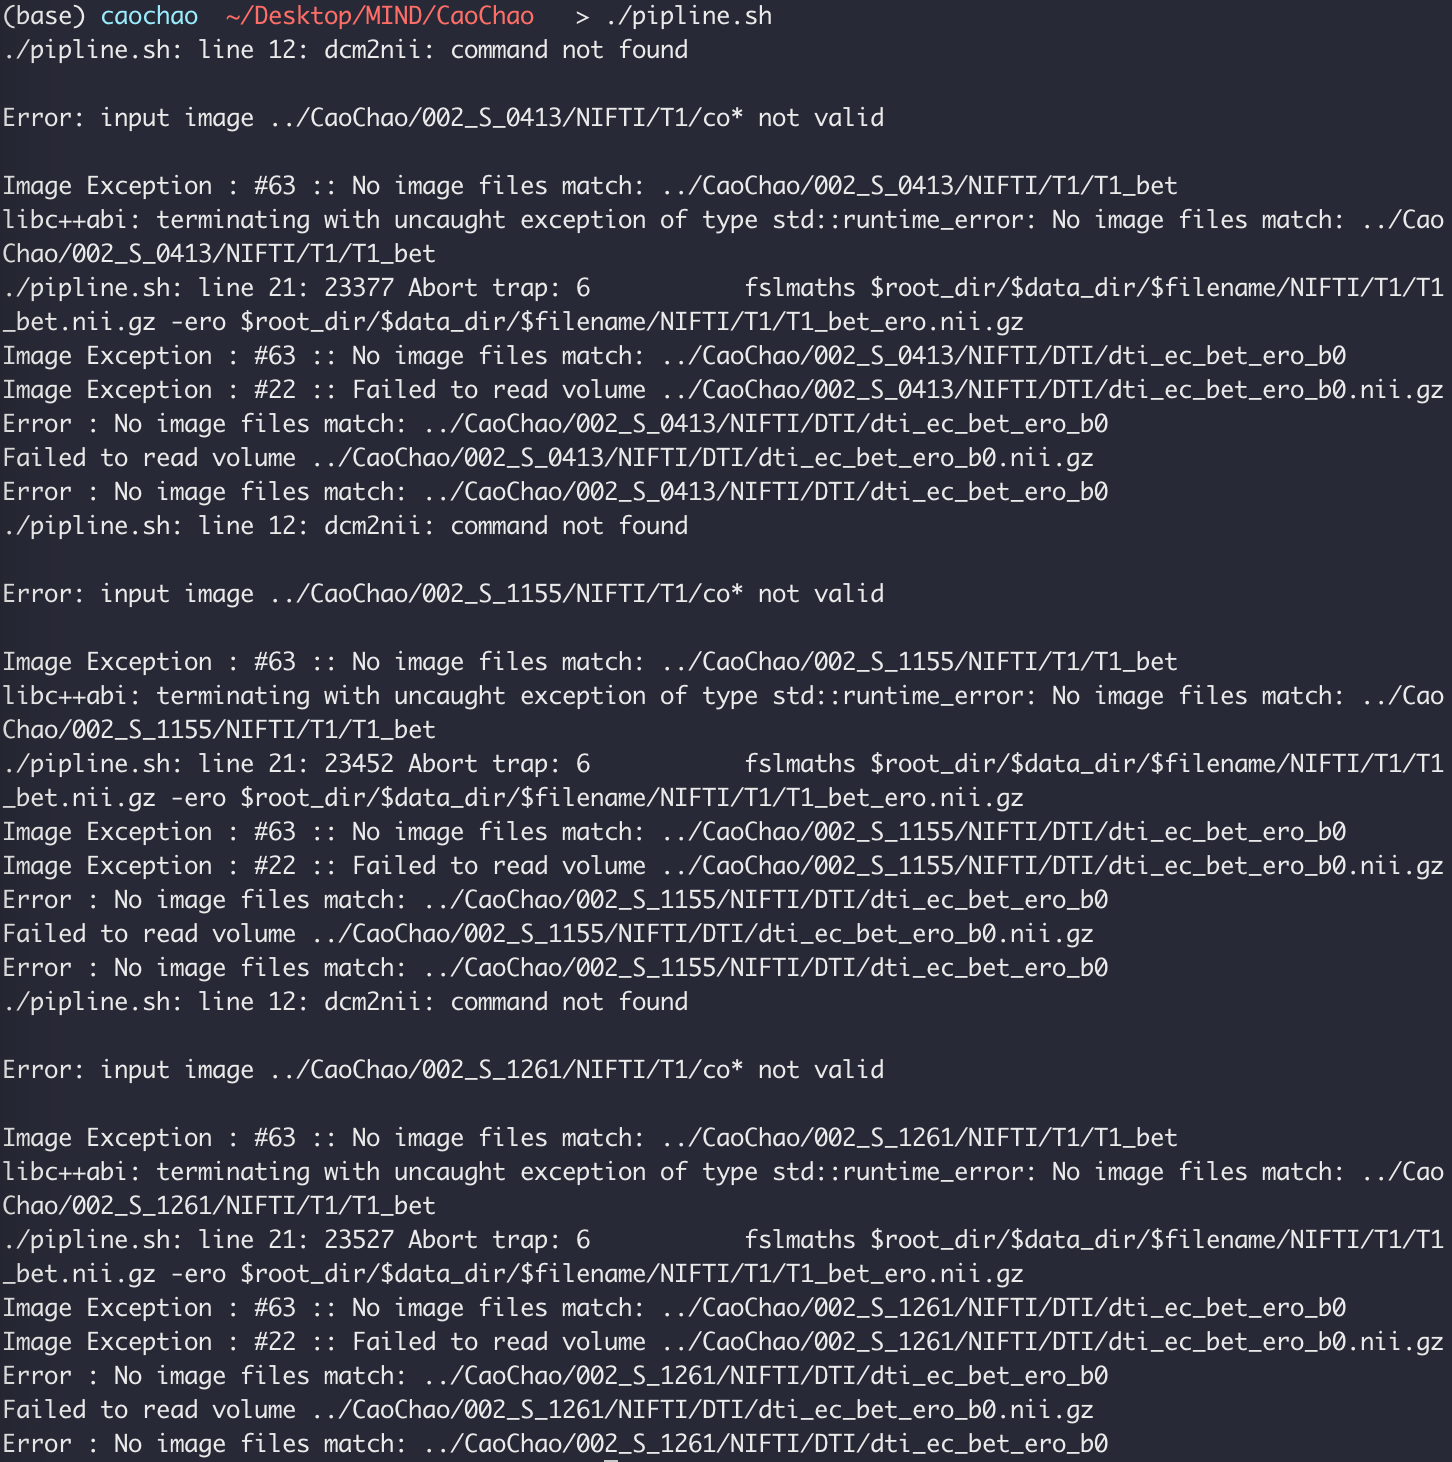 (base) caochao  ~/Desktop/MIND/CaoChao   > ./pipline.sh
./pipline.sh: line 12: dcm2nii: command not found
Error: input image ../CaoChao/002_S_0413/NIFTI/T1/co* not valid
Image Exception : #63 :: No image files match: ../CaoChao/002_S_0413/NIFTI/T1/T1_bet
libc++abi: terminating with uncaught exception of type std::runtime_error: No image files match: ../Cao
Chao/002_S_0413/NIFTI/T1/T1_bet
./pipline.sh: line 21: 23377 Abort trap: 6           fslmaths $root_dir/$data_dir/$filename/NIFTI/T1/T1
_bet.nii.gz -ero $root_dir/$data_dir/$filename/NIFTI/T1/T1_bet_ero.nii.gz
Image Exception : #63 :: No image files match: ../CaoChao/002_S_0413/NIFTI/DTI/dti_ec_bet_ero_b0
Image Exception : #22 :: Failed to read volume ../CaoChao/002_S_0413/NIFTI/DTI/dti_ec_bet_ero_b0.nii.gz
Error : No image files match: ../CaoChao/002_S_0413/NIFTI/DTI/dti_ec_bet_ero_b0
Failed to read volume ../CaoChao/002_S_0413/NIFTI/DTI/dti_ec_bet_ero_b0.nii.gz
Error : No image files match: ../CaoChao/002_S_0413/NIFTI/DTI/dti_ec_bet_ero_b0
./pipline.sh: line 12: dcm2nii: command not found
Error: input image ../CaoChao/002_S_1155/NIFTI/T1/co* not valid
Image Exception : #63 :: No image files match: ../CaoChao/002_S_1155/NIFTI/T1/T1_bet
libc++abi: terminating with uncaught exception of type std::runtime_error: No image files match: ../Cao
Chao/002_S_1155/NIFTI/T1/T1_bet
./pipline.sh: line 21: 23452 Abort trap: 6           fslmaths $root_dir/$data_dir/$filename/NIFTI/T1/T1
_bet.nii.gz -ero $root_dir/$data_dir/$filename/NIFTI/T1/T1_bet_ero.nii.gz
Image Exception : #63 :: No image files match: ../CaoChao/002_S_1155/NIFTI/DTI/dti_ec_bet_ero_b0
Image Exception : #22 :: Failed to read volume ../CaoChao/002_S_1155/NIFTI/DTI/dti_ec_bet_ero_b0.nii.gz
Error : No image files match: ../CaoChao/002_S_1155/NIFTI/DTI/dti_ec_bet_ero_b0
Failed to read volume ../CaoChao/002_S_1155/NIFTI/DTI/dti_ec_bet_ero_b0.nii.gz
Error : No image files match: ../CaoChao/002_S_1155/NIFTI/DTI/dti_ec_bet_ero_b0
./pipline.sh: line 12: dcm2nii: command not found
Error: input image ../CaoChao/002_S_1261/NIFTI/T1/co* not valid
Image Exception : #63 :: No image files match: ../CaoChao/002_S_1261/NIFTI/T1/T1_bet
libc++abi: terminating with uncaught exception of type std::runtime_error: No image files match: ../Cao
Chao/002_S_1261/NIFTI/T1/T1_bet
./pipline.sh: line 21: 23527 Abort trap: 6           fslmaths $root_dir/$data_dir/$filename/NIFTI/T1/T1
_bet.nii.gz -ero $root_dir/$data_dir/$filename/NIFTI/T1/T1_bet_ero.nii.gz
Image Exception : #63 :: No image files match: ../CaoChao/002_S_1261/NIFTI/DTI/dti_ec_bet_ero_b0
Image Exception : #22 :: Failed to read volume ../CaoChao/002_S_1261/NIFTI/DTI/dti_ec_bet_ero_b0.nii.gz
Error : No image files match: ../CaoChao/002_S_1261/NIFTI/DTI/dti_ec_bet_ero_b0
Failed to read volume ../CaoChao/002_S_1261/NIFTI/DTI/dti_ec_bet_ero_b0.nii.gz
Error : No image files match: ../CaoChao/002_S_1261/NIFTI/DTI/dti_ec_bet_ero_b0